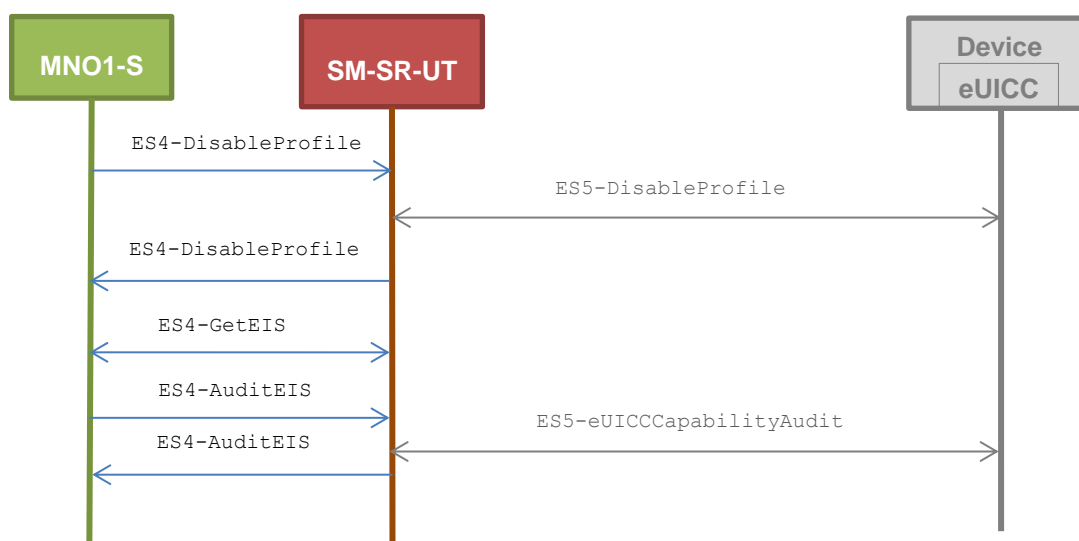 MNO1-S
SM-SR-UT
Device
eUICC
ES4-DisableProfile
ES5-DisableProfile
ES4-DisableProfile
ES4-GetEIS
ES4-AuditEIS
ES5-eUICCCapabilityAudit
ES4-AuditEIS